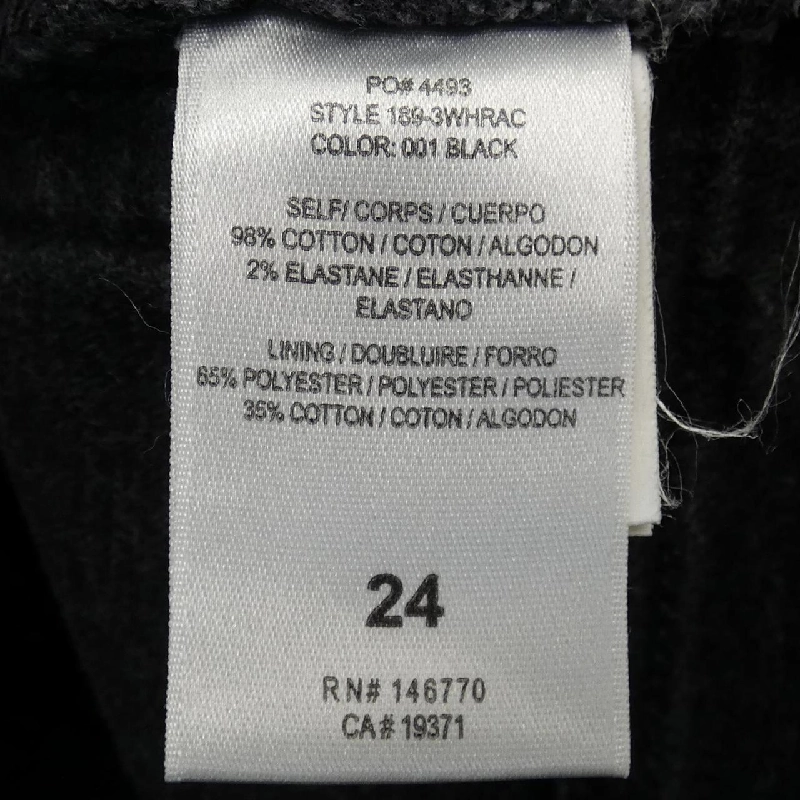 PO# 4493
STYLE 189-3WHRAC
COLOR: 001 BLACK
SELF/ CORPS / CUERPO
98% COTTON / COTON / ALGODON
2% ELASTANE / ELASTHANNE /
ELASTANO
LINING / DOUBLUIRE / FORRO
65% POLYESTER / POLYESTER / POLIESTER
35% COTTON / COTON / ALGODON
24
RN# 146770
CA# 19371